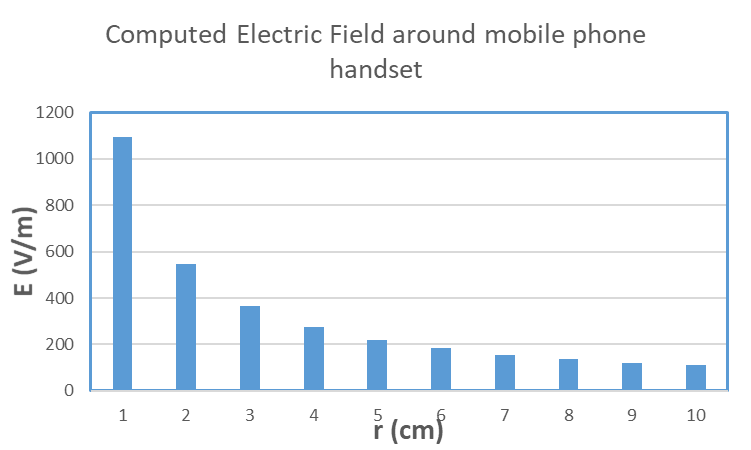 Computed Electric Field around mobile phone
handset
1200
1000
800
600
400
200
0
E (V/m)
1 2 3 4 5 6 7 8 9 10
r (cm)